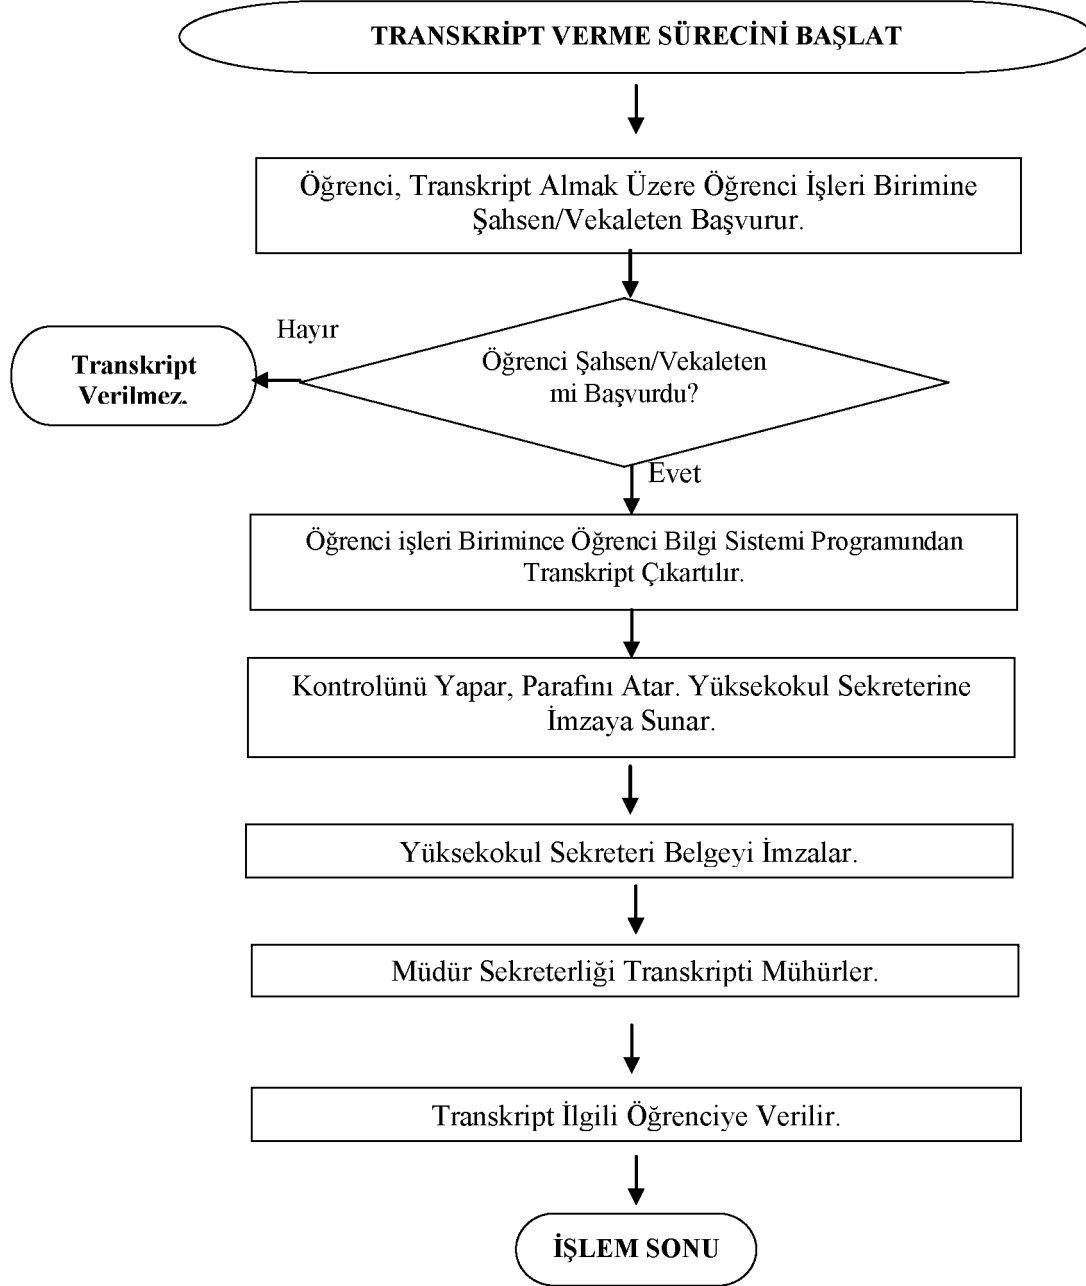 TRANSKRİPT VERME SÜRECİNİ BAŞLAT
Öğrenci, Transkript Almak Üzere Öğrenci İşleri Birimine
Şahsen/Vekaleten Başvurur.
Hayır
Transkript
Verilmez.
Öğrenci Şahsen/Vekaleten
mi Başvurdu?
Evet
Öğrenci işleri Birimince Öğrenci Bilgi Sistemi Programından
Transkript Çıkartılır.
Kontrolünü Yapar, Parafını Atar. Yüksekokul Sekreterine
İmzaya Sunar.
Yüksekokul Sekreteri Belgeyi İmzalar.
Müdür Sekreterliği Transkripti Mühürler.
Transkript İlgili Öğrenciye Verilir.
İŞLEM SONU